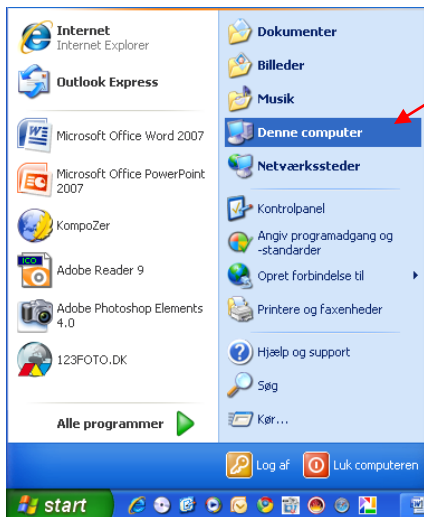 Internet
Internet Explorer
Outlook Express
Microsoft Office Word 2007
Microsoft Office PowerPoint
2007
KompoZer
ICO
Adobe Reader 9
Adobe Photoshop Elements
4.0
123FOTO.DK
Alle programmer
Dokumenter
Billeder
Musik
Denne computer
Netværkssteder
Kontrolpanel
Angiv programadgang og
-standarder
Opret forbindelse til
Printere og faxenheder
Hjælp og support
Søg
Kør...
Log af
Luk computeren
start